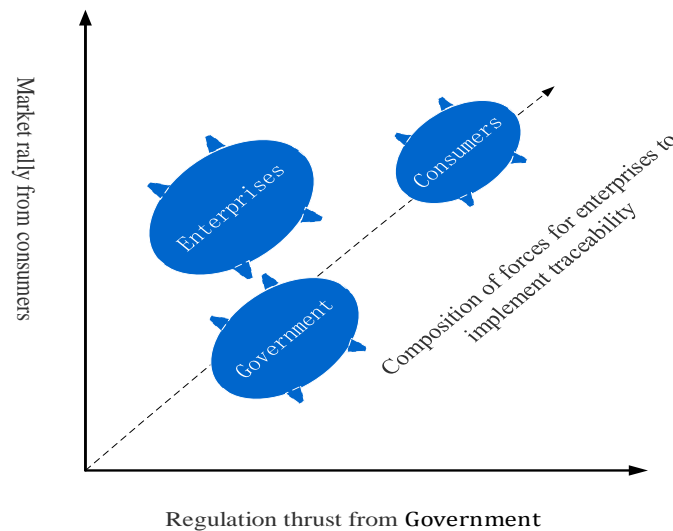 Market rally from consumers
Enterprises
Consumers
Government
Composition of forces for enterprises to
implement traceability
Regulation thrust from Government